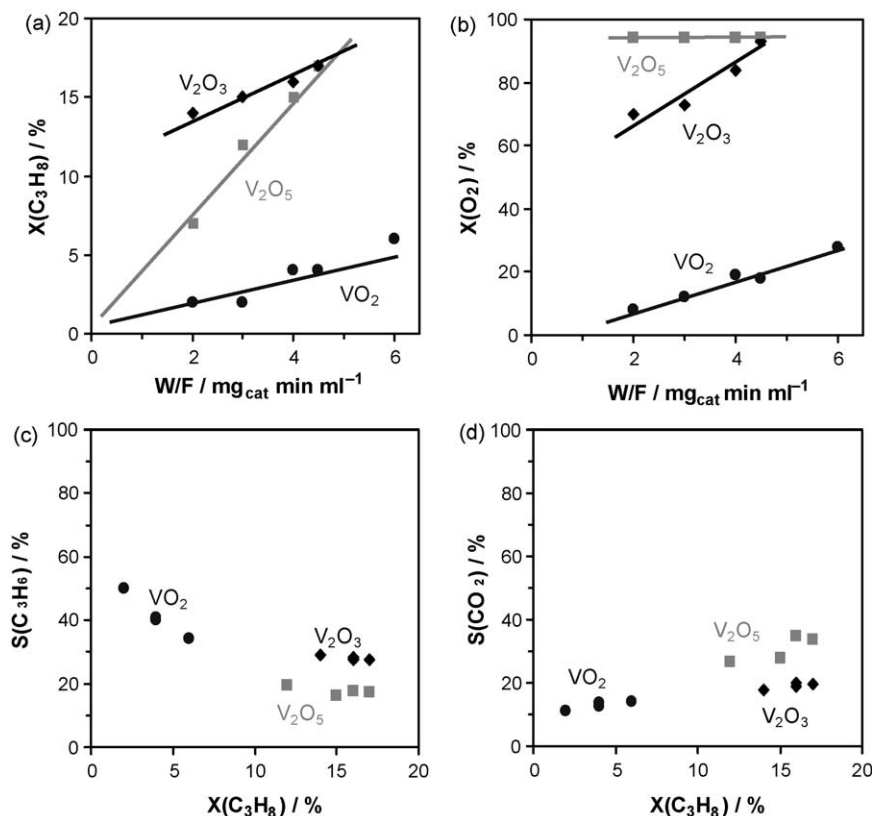 (a)
20
15
10
5
0
X(C₃H₈) / %
V₂O₃
V₂O₅
VO₂
0 2 4 6
W/F / mg_cat min ml⁻¹
(b)
100
80
60
40
20
0
X(O₂) / %
V₂O₅
V₂O₃
VO₂
0 2 4 6
W/F / mg_cat min ml⁻¹
(c)
100
80
60
40
20
0
S(C₃H₆) / %
VO₂
V₂O₃
V₂O₅
0 5 10 15 20
X(C₃H₈) / %
(d)
100
80
60
40
20
0
S(CO₂) / %
V₂O₅
VO₂
V₂O₃
0 5 10 15 20
X(C₃H₈) / %